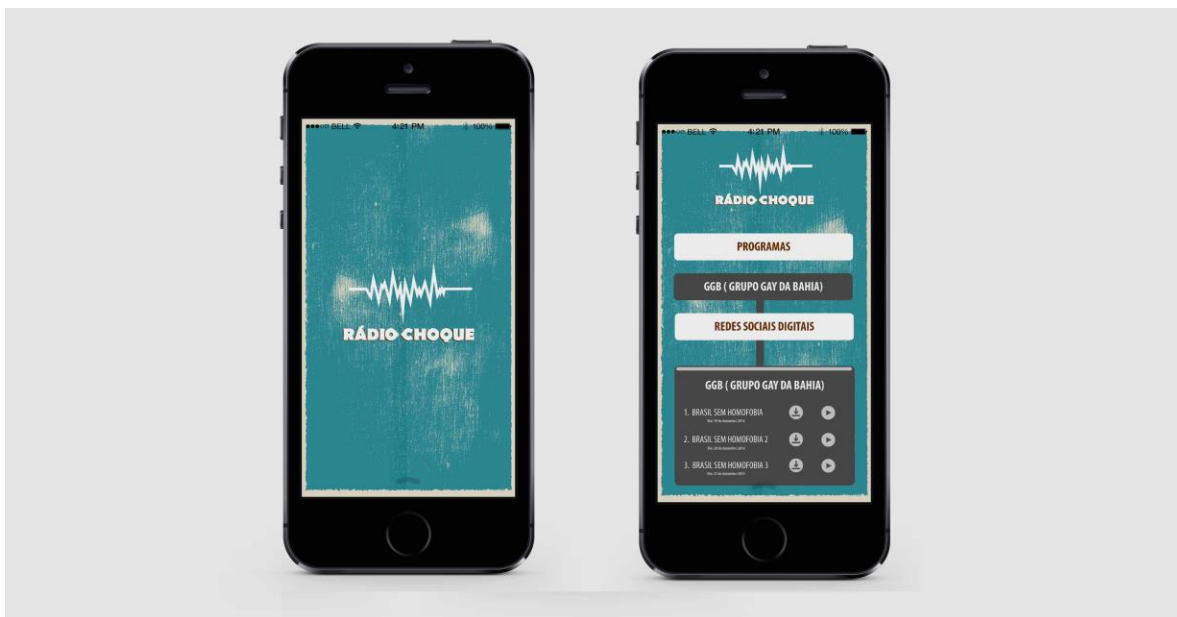 BELL 4:21 PM 100%
RÁDIO CHOQUE
BELL 4:21 PM 100%
RÁDIO CHOQUE
PROGRAMAS
GGB ( GRUPO GAY DA BAHIA)
REDES SOCIAIS DIGITAIS
GGB ( GRUPO GAY DA BAHIA)
1. BRASIL SEM HOMOFOBIA
2. BRASIL SEM HOMOFOBIA 2
3. BRASIL SEM HOMOFOBIA 3